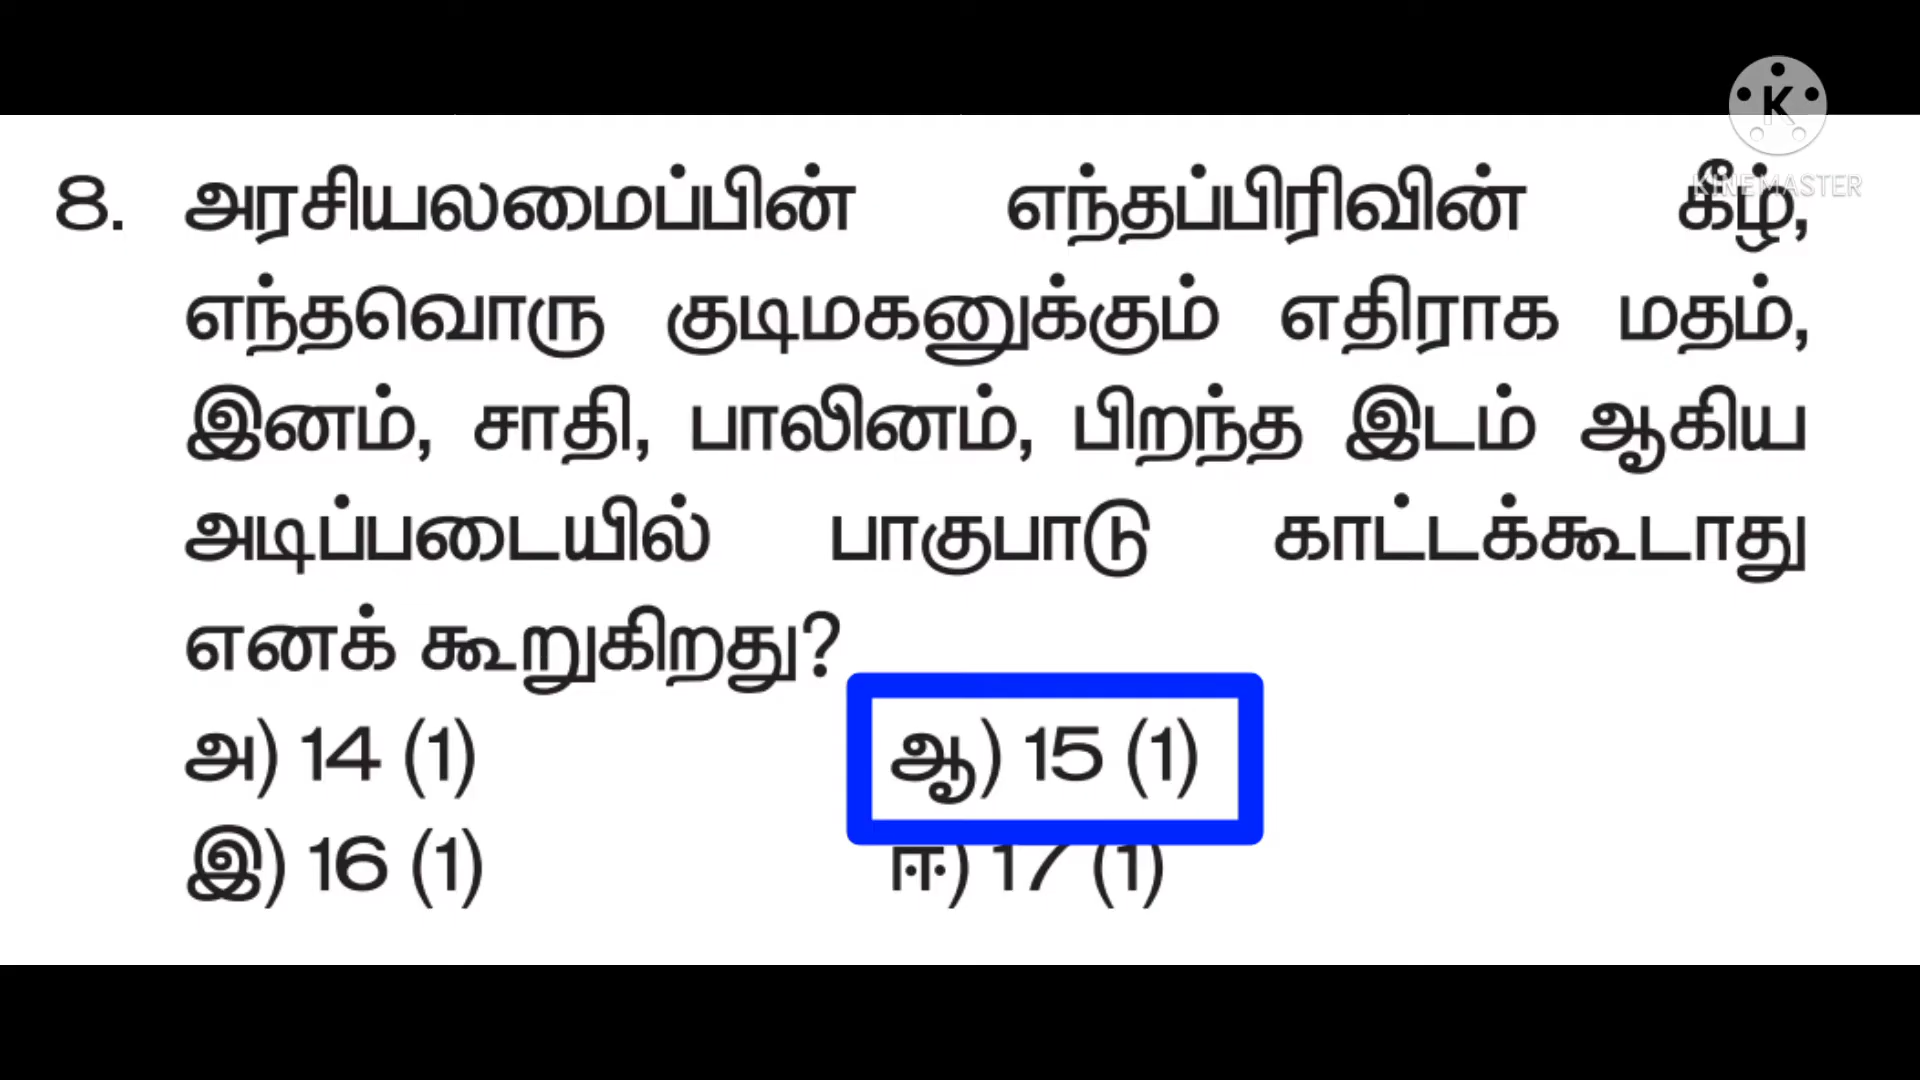 K
KINEMASTER
8. அரசியலமைப்பின் எந்தப்பிரிவின் கீழ்,
எந்தவொரு குடிமகனுக்கும் எதிராக மதம்,
இனம், சாதி, பாலினம், பிறந்த இடம் ஆகிய
அடிப்படையில் பாகுபாடு காட்டக்கூடாது
எனக் கூறுகிறது?
அ) 14 (1) ஆ) 15 (1)
இ) 16 (1) ஈ) 17 (1)